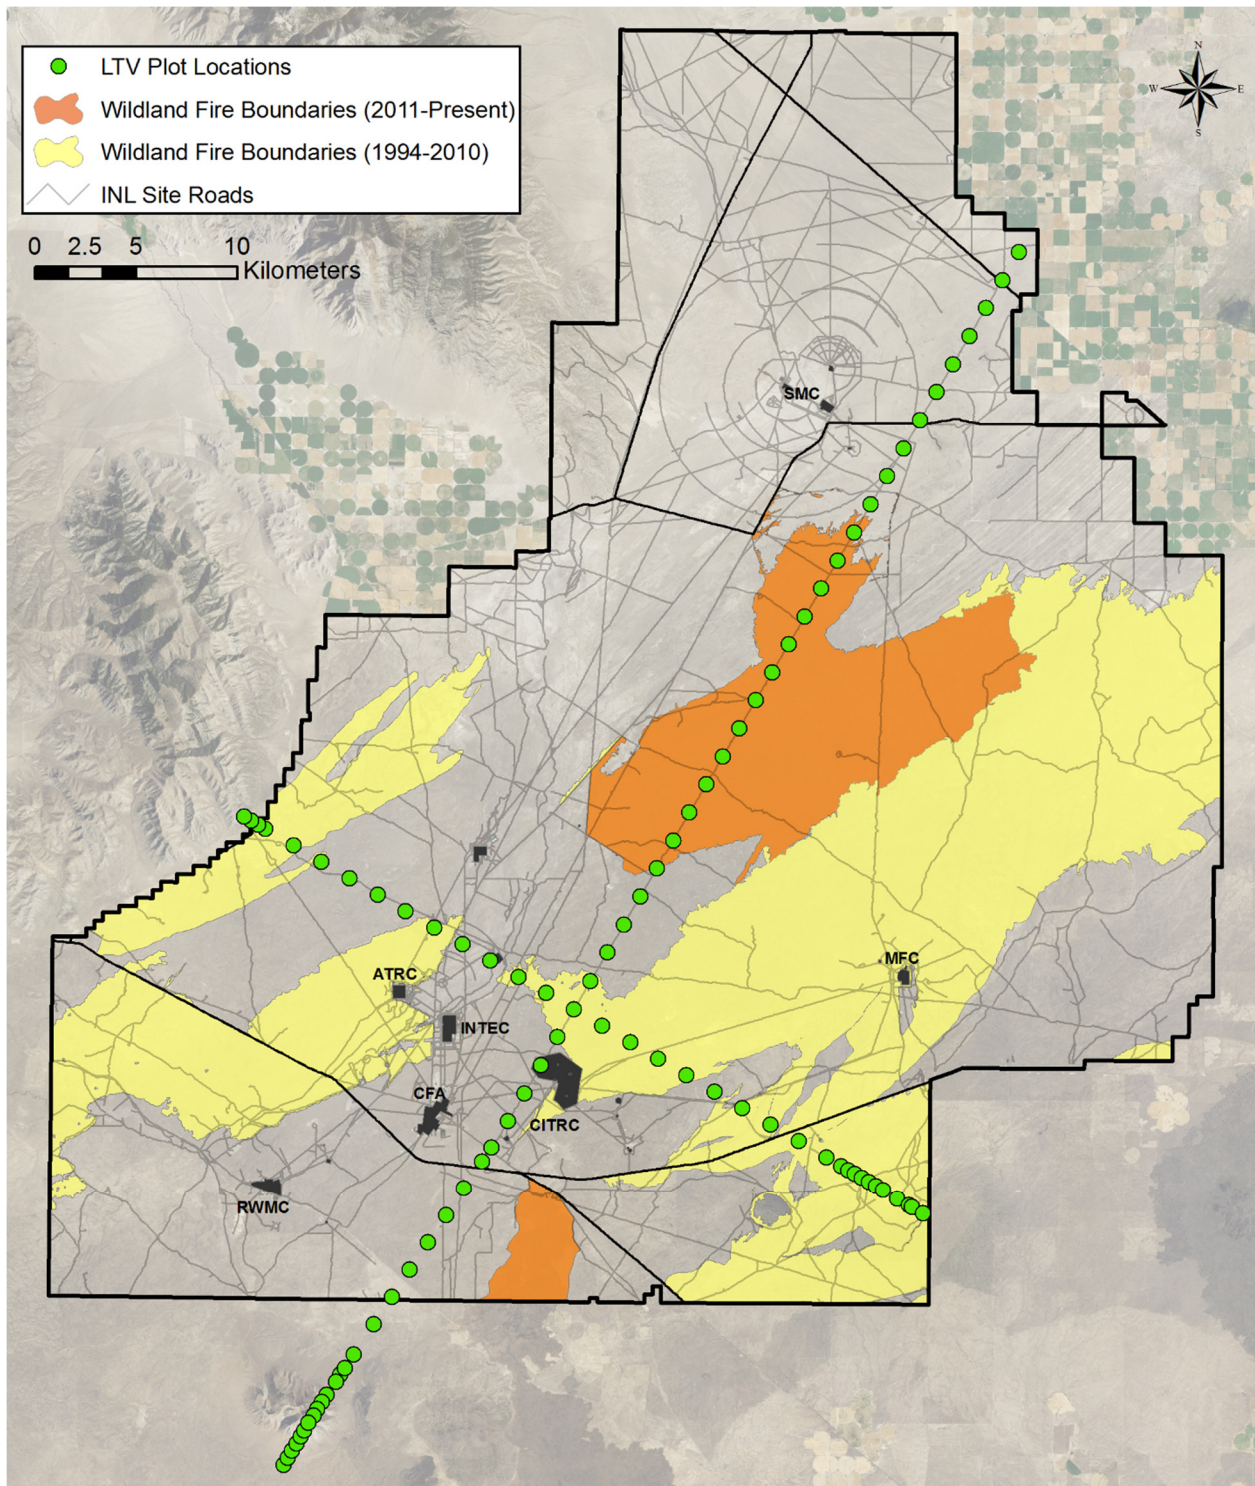 LTV Plot Locations
Wildland Fire Boundaries (2011-Present)
Wildland Fire Boundaries (1994-2010)
INL Site Roads
0 2.5 5 10
Kilometers
N
W E
S
SMC
MFC
ATRC
INTEC
CFA
CITRC
RWMC